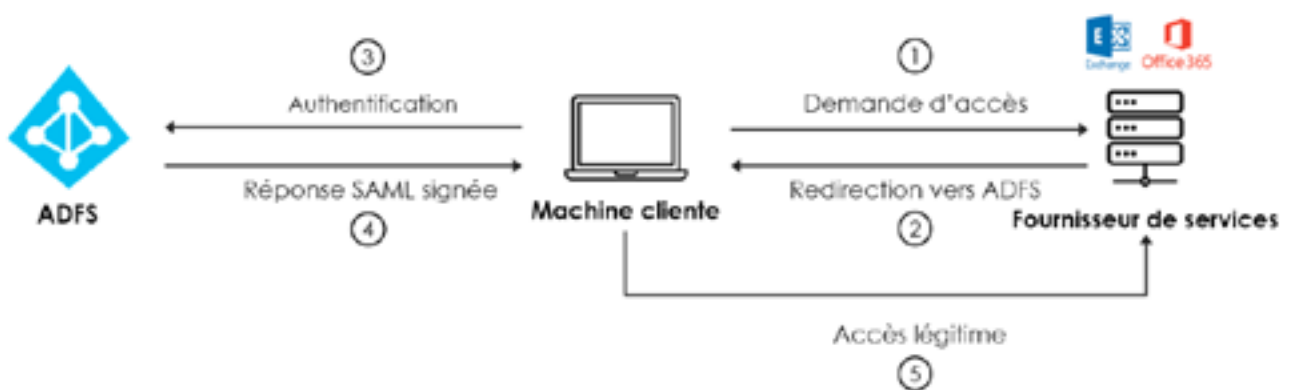 Exchange
Office 365
③
①
Authentification
Demande d'accès
Réponse SAML signée
Redirection vers ADFS
ADFS
④
Machine cliente
②
Fournisseur de services
Accès légitime
⑤